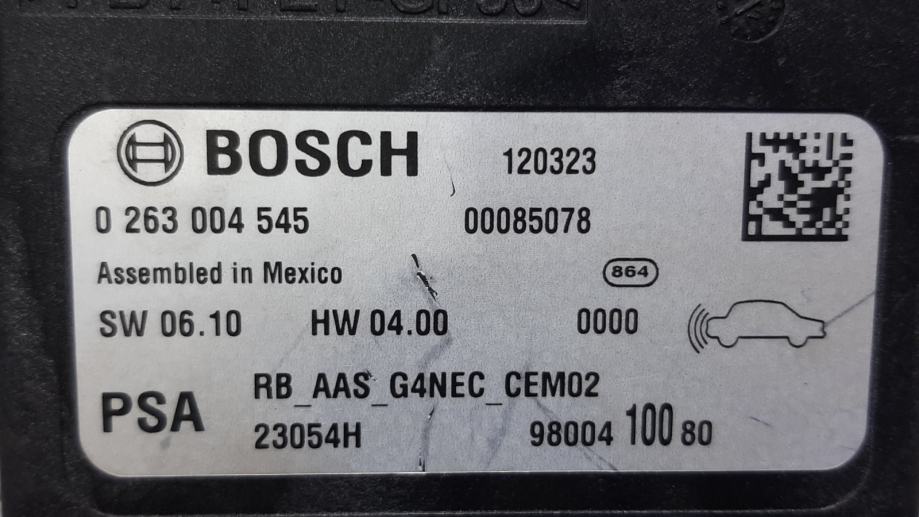 BOSCH 120323
0 263 004 545 00085078
Assembled in Mexico 864
SW 06.10 HW 04.00 0000
PSA RB_AAS_G4NEC_CEM02
23054H 98004 100 80